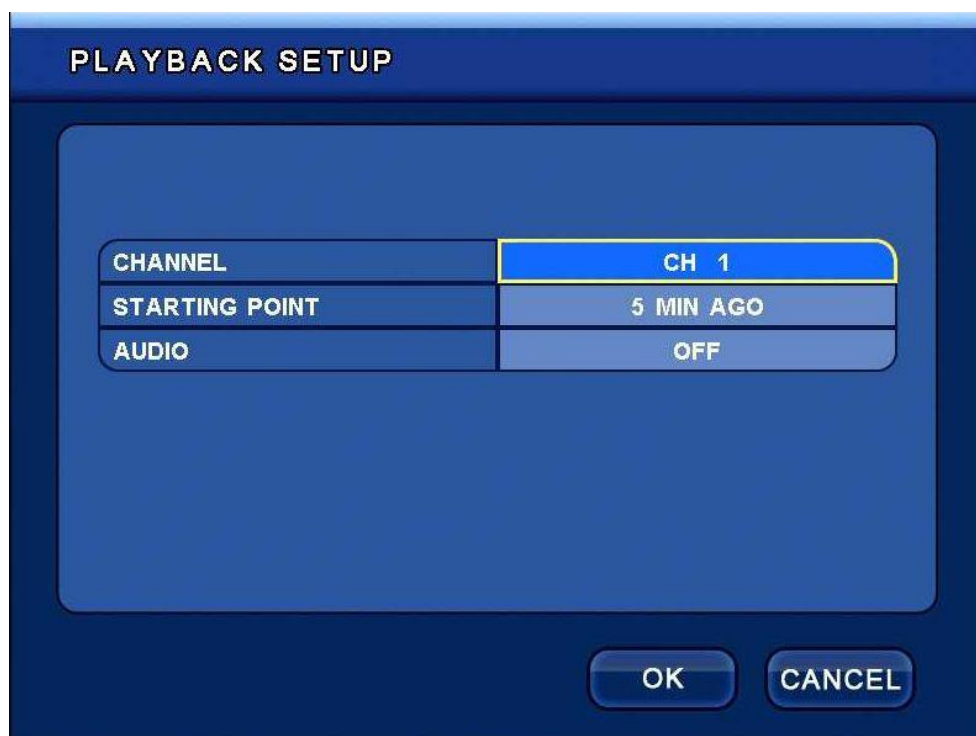 PLAYBACK SETUP
CHANNEL CH 1
STARTING POINT 5 MIN AGO
AUDIO OFF
OK CANCEL